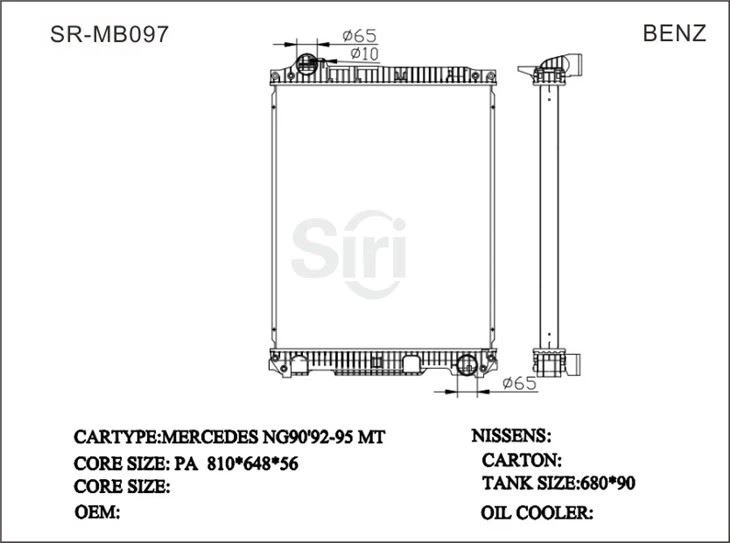 SR-MB097
BENZ
ø65
ø10
Siri
ø65
CARTYPE:MERCEDES NG90'92-95 MT
CORE SIZE: PA 810*648*56
CORE SIZE:
OEM:
NISSENS:
CARTON:
TANK SIZE:680*90
OIL COOLER: